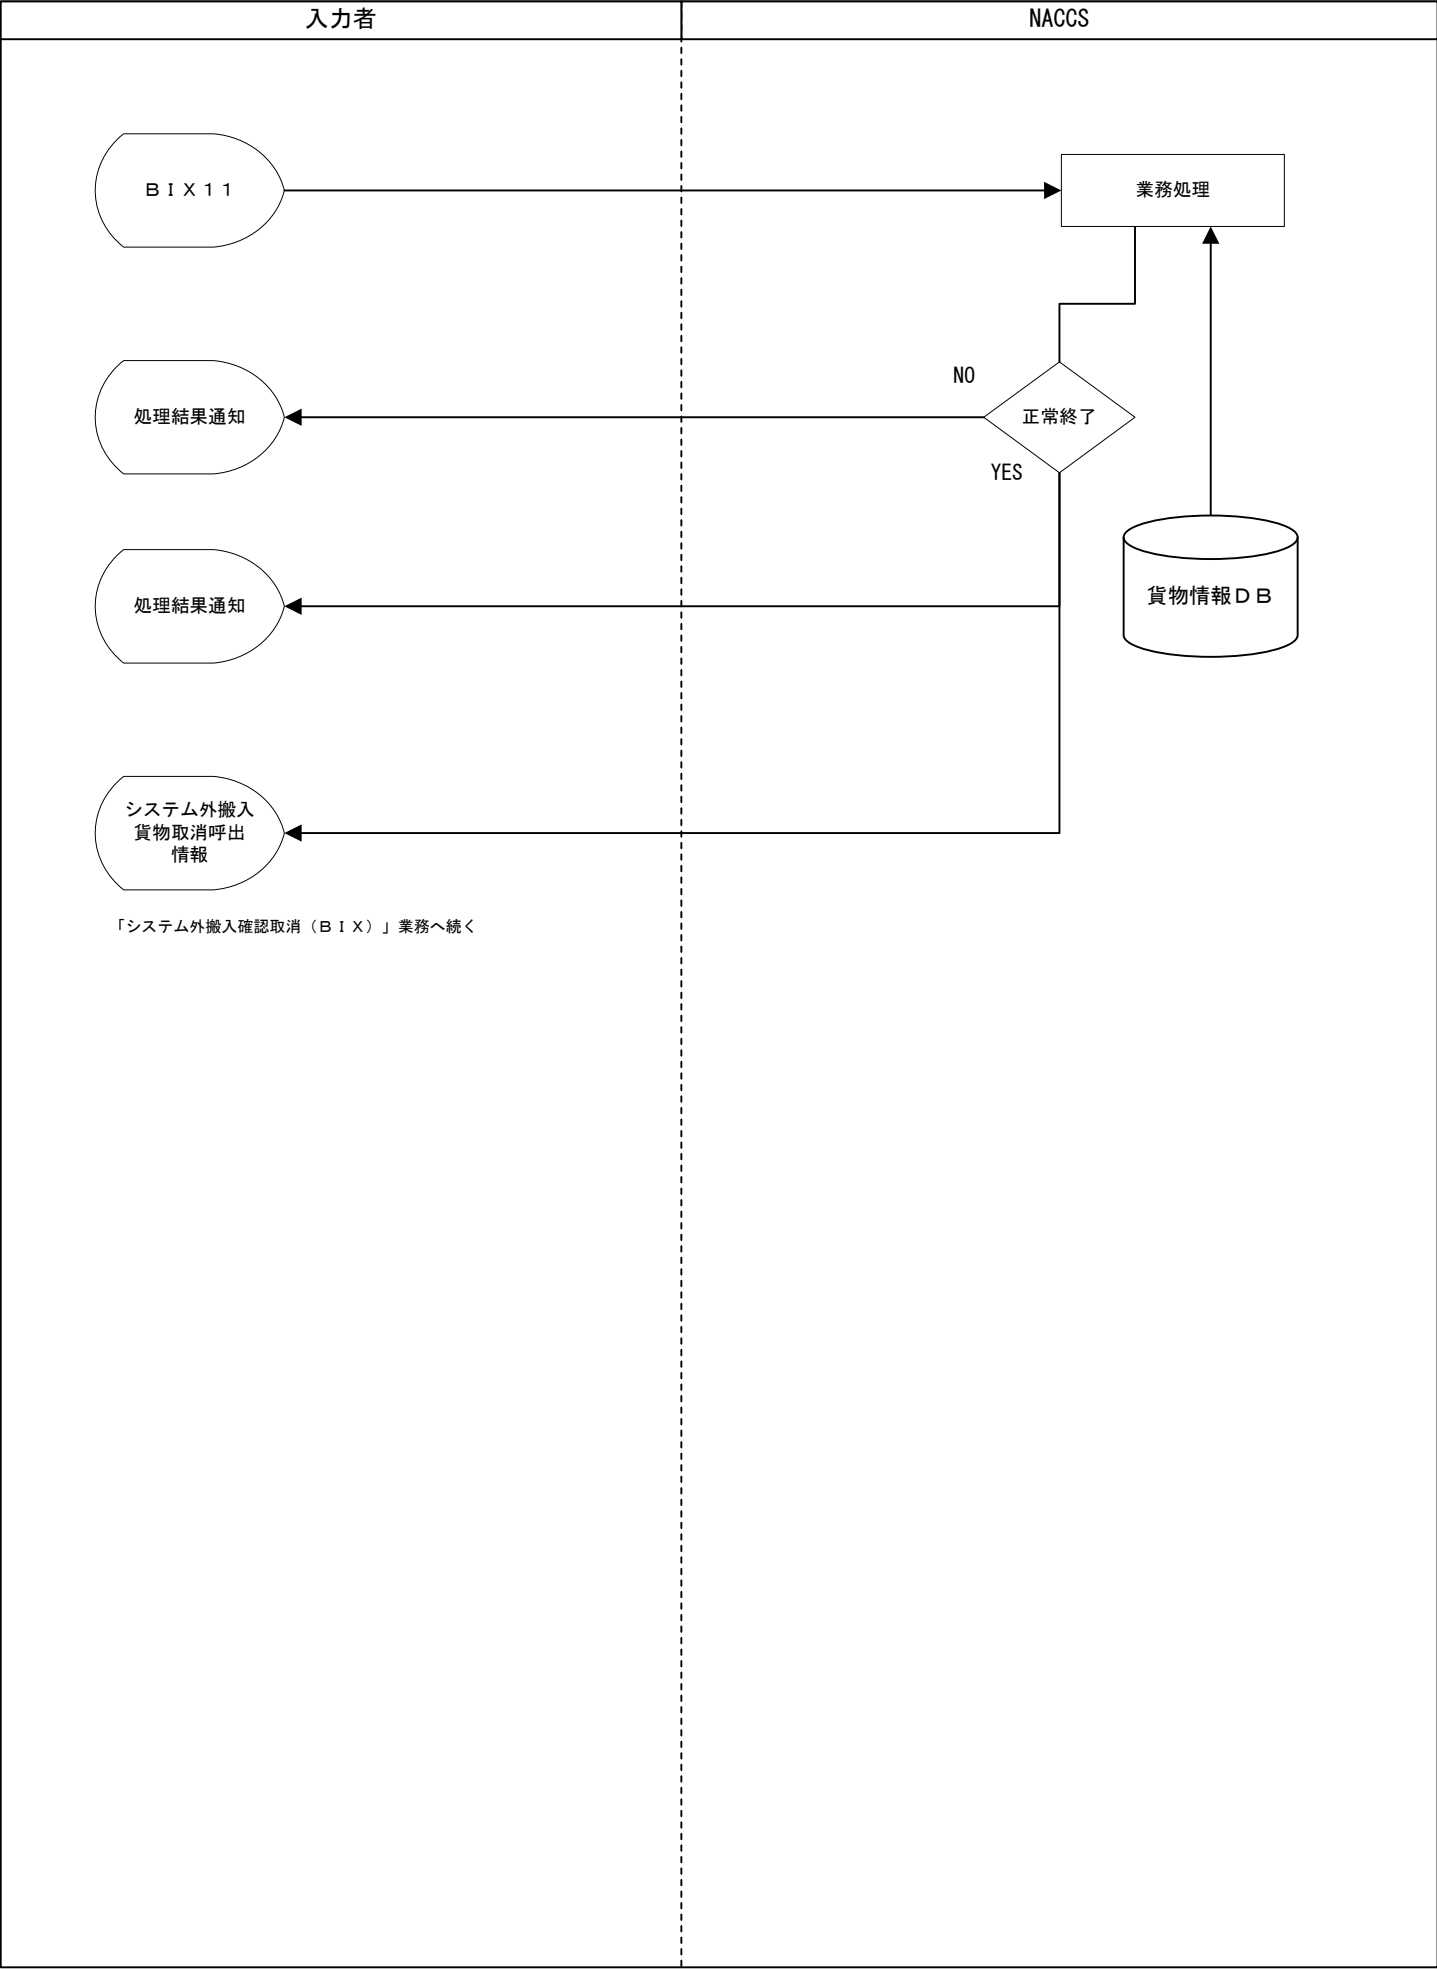 入力者
NACCS
ＢＩＸ１１
業務処理
NO
処理結果通知
正常終了
YES
処理結果通知
貨物情報ＤＢ
システム外搬入
貨物取消呼出
情報
「システム外搬入確認取消（ＢＩＸ）」業務へ続く